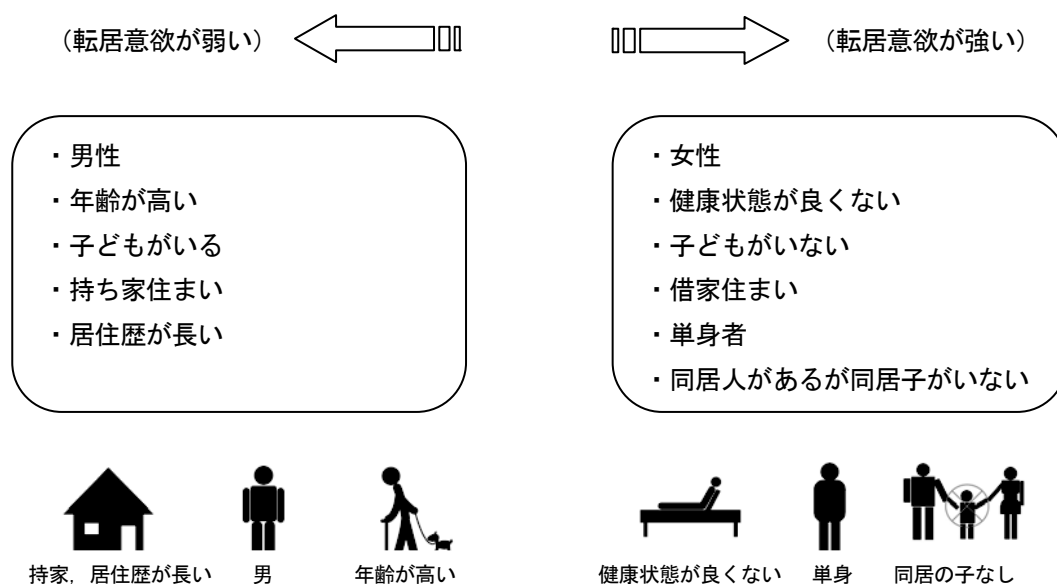 （転居意欲が弱い）
（転居意欲が強い）
・男性
・年齢が高い
・子どもがいる
・持ち家住まい
・居住歴が長い
・女性
・健康状態が良くない
・子どもがいない
・借家住まい
・単身者
・同居人があるが同居子がいない
持家，居住歴が長い
男
年齢が高い
健康状態が良くない
単身
同居の子なし